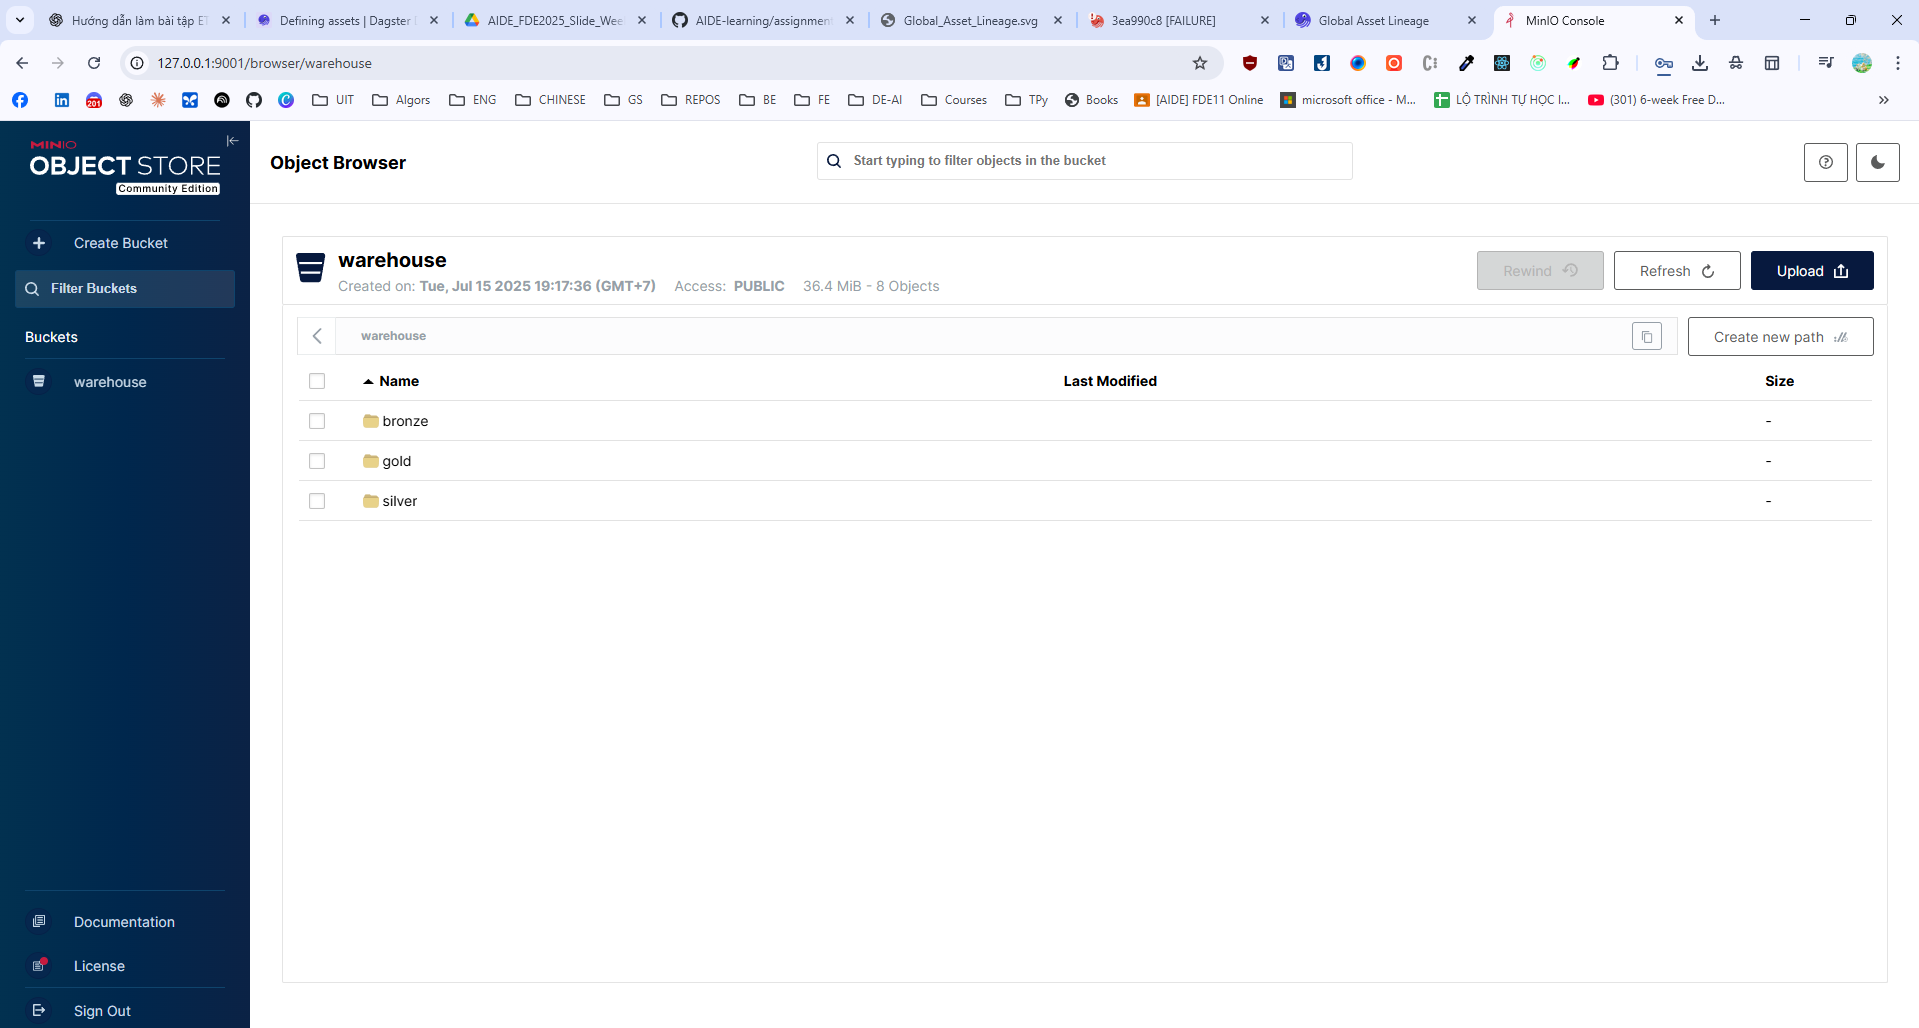 Hướng dẫn làm bài tập ET
Defining assets | Dagster
AIDE_FDE2025_Slide_Wee
AIDE-learning/assignmen
Global_Asset_Lineage.svg
3ea990c8 [FAILURE]
Global Asset Lineage
MinIO Console
127.0.0.1:9001/browser/warehouse
201
UIT
Algors
ENG
CHINESE
GS
REPOS
BE
FE
DE-AI
Courses
TPy
Books
[AIDE] FDE11 Online
microsoft office - M...
LỘ TRÌNH TỰ HỌC I...
(301) 6-week Free D...
MINIO
OBJECT STORE
Community Edition
Create Bucket
Filter Buckets
Buckets
warehouse
Documentation
License
Sign Out
Object Browser
Start typing to filter objects in the bucket
warehouse
Created on: Tue, Jul 15 2025 19:17:36 (GMT+7) Access: PUBLIC 36.4 MiB - 8 Objects
Rewind
Refresh
Upload
warehouse
Create new path
Name Last Modified Size
bronze -
gold -
silver -